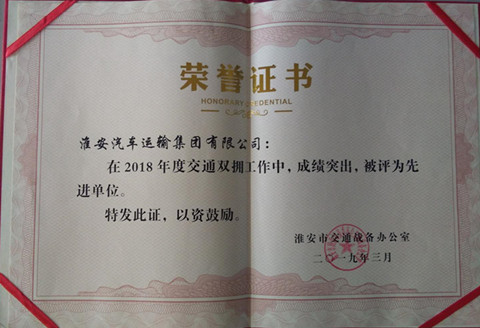 荣誉证书
HONORARY CREDENTIAL
淮安汽车运输集团有限公司：
在2018年度交通双拥工作中，成绩突出，被评为先
进单位。
特发此证，以资鼓励。
淮安市交通战备办公室
二〇一九年三月